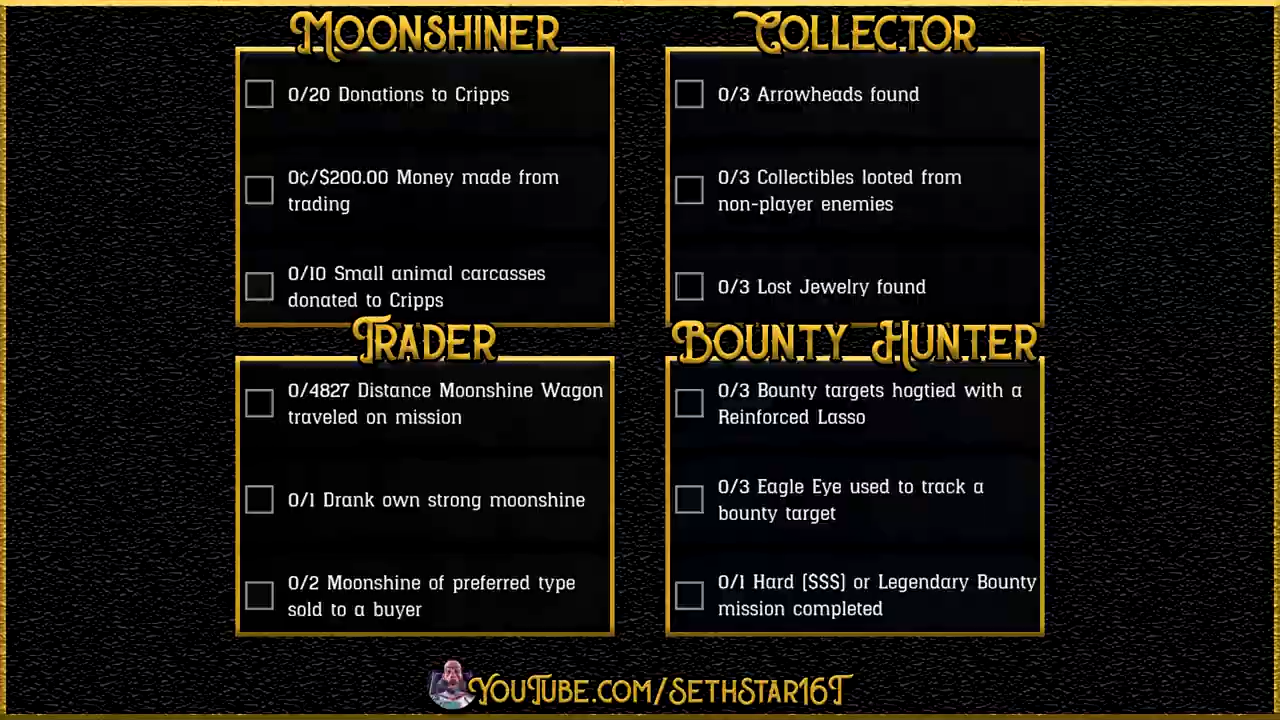 MOONSHINER
0/20 Donations to Cripps
0¢/$200.00 Money made from
trading
0/10 Small animal carcasses
donated to Cripps
COLLECTOR
0/3 Arrowheads found
0/3 Collectibles looted from
non-player enemies
0/3 Lost Jewelry found
TRADER
0/4827 Distance Moonshine Wagon
traveled on mission
0/1 Drank own strong moonshine
0/2 Moonshine of preferred type
sold to a buyer
BOUNTY HUNTER
0/3 Bounty targets hogtied with a
Reinforced Lasso
0/3 Eagle Eye used to track a
bounty target
0/1 Hard ($$$) or Legendary Bounty
mission completed
YOUTUBE.COM/SETHSTAR16T